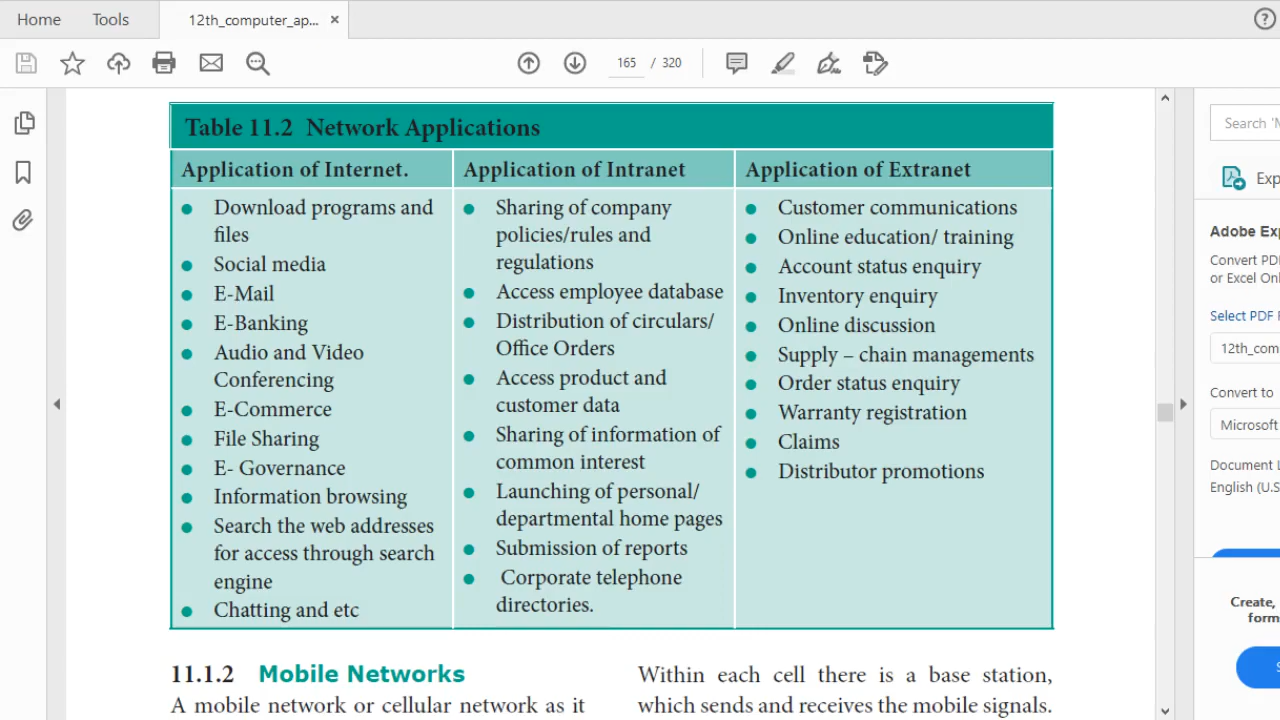 Home
Tools
12th_computer_ap...
165 / 320
Table 11.2 Network Applications
Application of Internet.
Download programs and
files
Social media
E-Mail
E-Banking
Audio and Video
Conferencing
E-Commerce
File Sharing
E- Governance
Information browsing
Search the web addresses
for access through search
engine
Chatting and etc
Application of Intranet
Sharing of company
policies/rules and
regulations
Access employee database
Distribution of circulars/
Office Orders
Access product and
customer data
Sharing of information of
common interest
Launching of personal/
departmental home pages
Submission of reports
Corporate telephone
directories.
Application of Extranet
Customer communications
Online education/ training
Account status enquiry
Inventory enquiry
Online discussion
Supply – chain managements
Order status enquiry
Warranty registration
Claims
Distributor promotions
11.1.2 Mobile Networks
A mobile network or cellular network as it
Within each cell there is a base station,
which sends and receives the mobile signals.
Search 'M
Exp
Adobe Exp
Convert PDF
or Excel Onl
Select PDF F
12th_com
Convert to
Microsoft
Document L
English (U.S
Create,
form